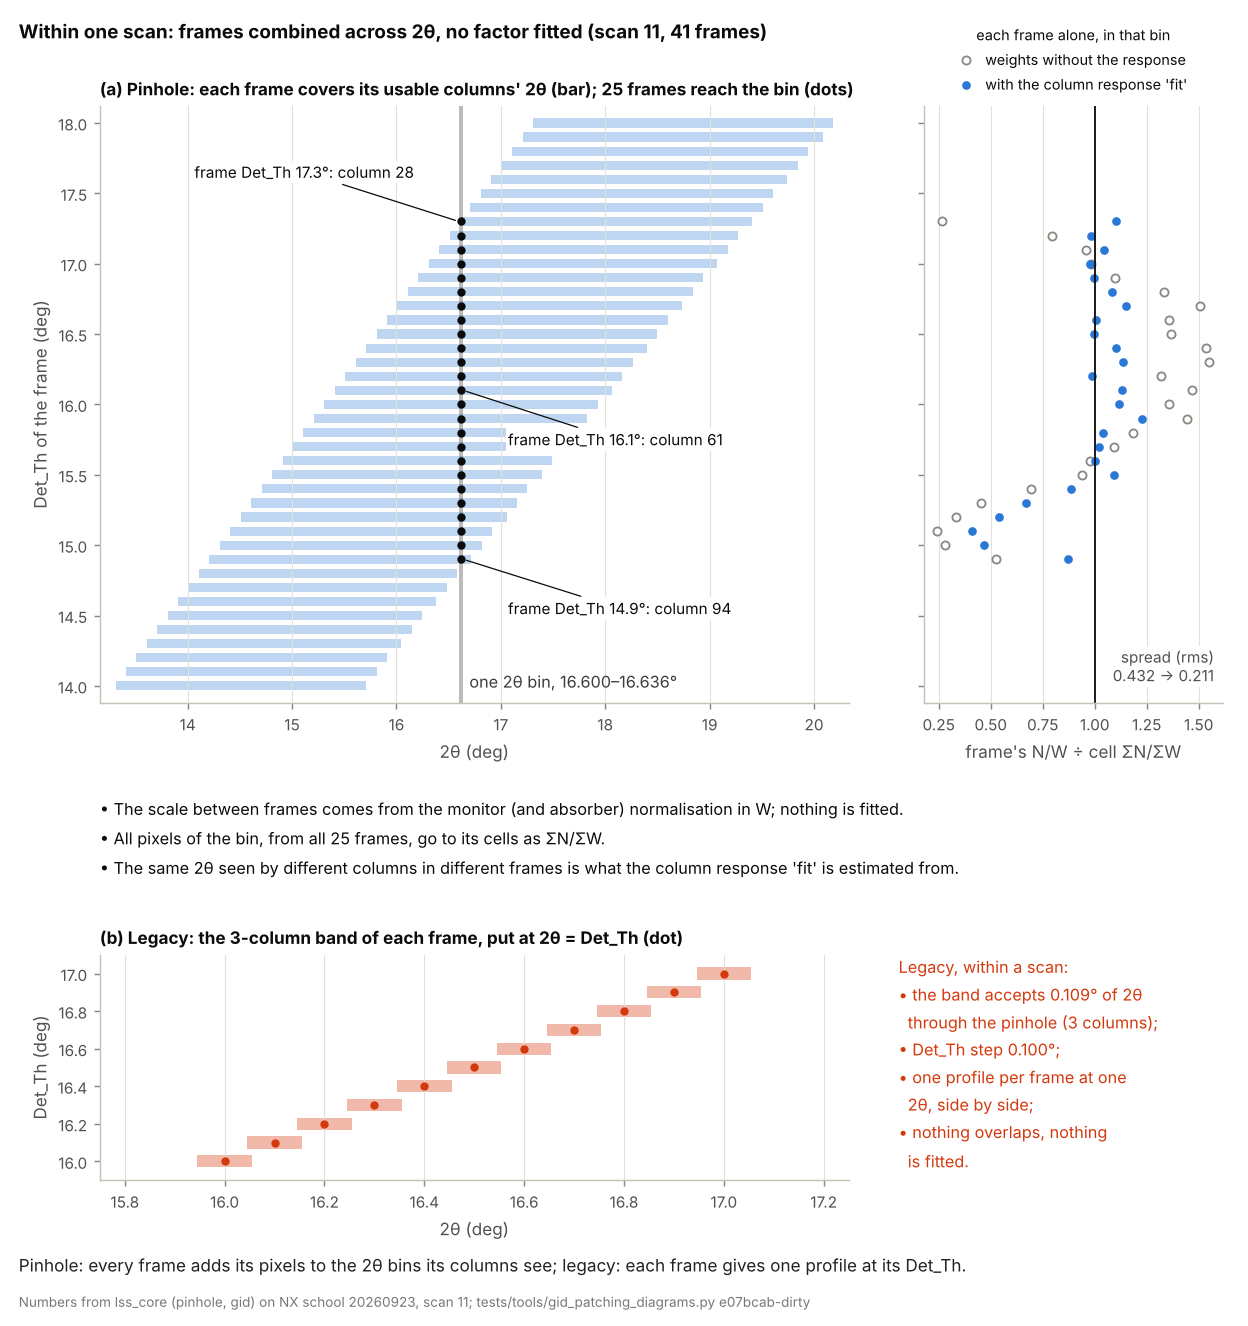 Within one scan: frames combined across 2θ, no factor fitted (scan 11, 41 frames)
each frame alone, in that bin
weights without the response
with the column response 'fit'
(a) Pinhole: each frame covers its usable columns' 2θ (bar); 25 frames reach the bin (dots)
18.0
17.5
17.0
16.5
16.0
15.5
15.0
14.5
14.0
Det_Th of the frame (deg)
frame Det_Th 17.3°: column 28
frame Det_Th 16.1°: column 61
frame Det_Th 14.9°: column 94
one 2θ bin, 16.600–16.636°
14 15 16 17 18 19 20
2θ (deg)
spread (rms)
0.432 → 0.211
0.25 0.50 0.75 1.00 1.25 1.50
frame's N/W ÷ cell ΣN/ΣW
• The scale between frames comes from the monitor (and absorber) normalisation in W; nothing is fitted.
• All pixels of the bin, from all 25 frames, go to its cells as ΣN/ΣW.
• The same 2θ seen by different columns in different frames is what the column response 'fit' is estimated from.
(b) Legacy: the 3-column band of each frame, put at 2θ = Det_Th (dot)
17.0
16.8
16.6
16.4
16.2
16.0
Det_Th (deg)
15.8 16.0 16.2 16.4 16.6 16.8 17.0 17.2
2θ (deg)
Legacy, within a scan:
• the band accepts 0.109° of 2θ
through the pinhole (3 columns);
• Det_Th step 0.100°;
• one profile per frame at one
2θ, side by side;
• nothing overlaps, nothing
is fitted.
Pinhole: every frame adds its pixels to the 2θ bins its columns see; legacy: each frame gives one profile at its Det_Th.
Numbers from lss_core (pinhole, gid) on NX school 20260923, scan 11; tests/tools/gid_patching_diagrams.py e07bcab-dirty